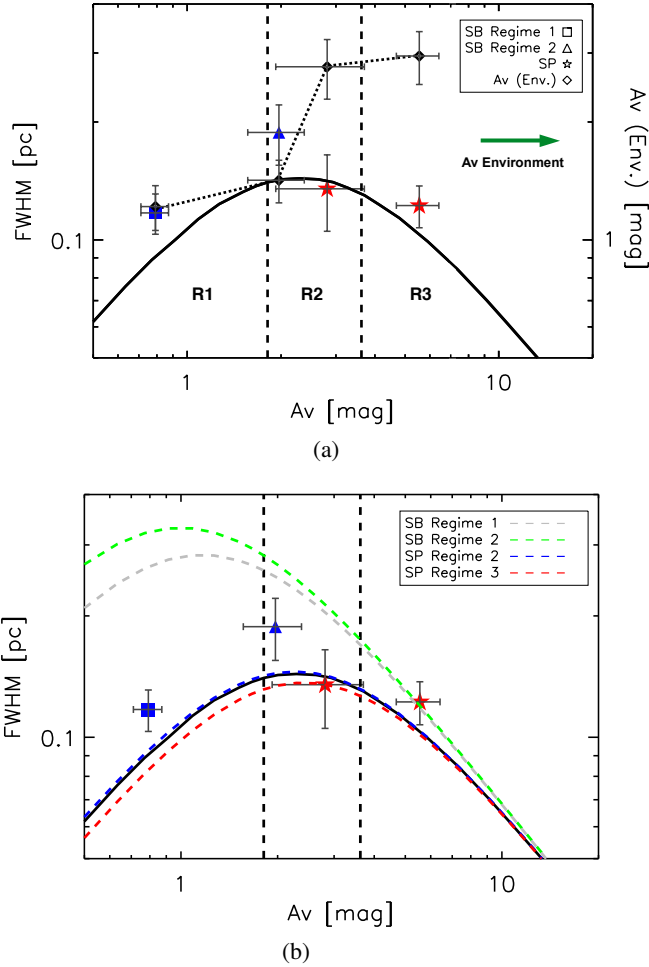 SB Regime 1
SB Regime 2
SP
Av (Env.)
Av Environment
FWHM [pc]
0.1
Av (Env.) [mag]
1
R1
R2
R3
1
10
Av [mag]
(a)
SB Regime 1
SB Regime 2
SP Regime 2
SP Regime 3
FWHM [pc]
0.1
1
10
Av [mag]
(b)